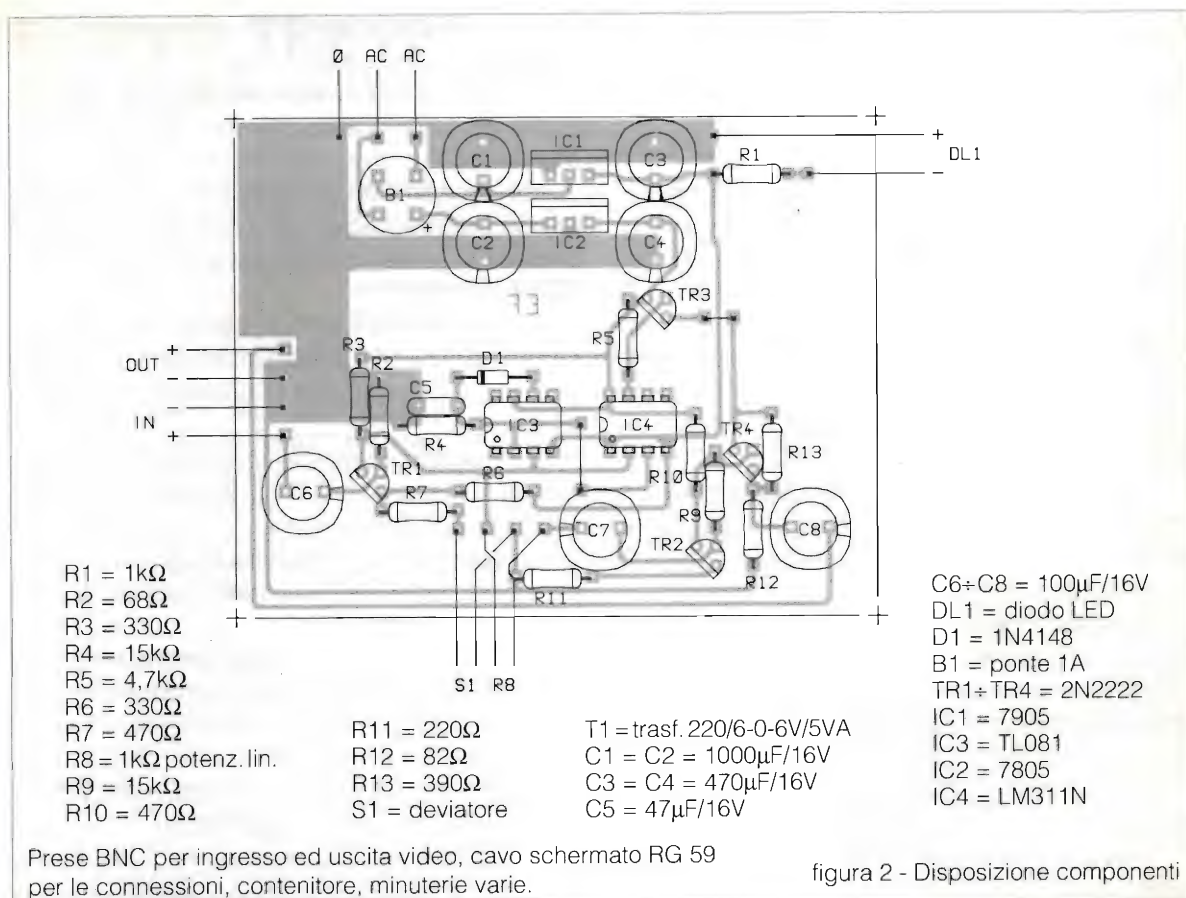 Ø AC AC
+
DL1
-
IC1
C1
C3
R1
B1
+
C2
IC2
C4
TR3
R5
OUT
+
-
IN
-
+
R3
R2
D1
C5
R4
IC3
IC4
TR1
R6
R7
C6
R10
R9
TR4
R13
C7
TR2
C8
R11
R12
S1 R8
R1 = 1kΩ
R2 = 68Ω
R3 = 330Ω
R4 = 15kΩ
R5 = 4,7kΩ
R6 = 330Ω
R7 = 470Ω
R8 = 1kΩ potenz. lin.
R9 = 15kΩ
R10 = 470Ω
R11 = 220Ω
R12 = 82Ω
R13 = 390Ω
S1 = deviatore
T1 = trasf. 220/6-0-6V/5VA
C1 = C2 = 1000µF/16V
C3 = C4 = 470µF/16V
C5 = 47µF/16V
C6÷C8 = 100µF/16V
DL1 = diodo LED
D1 = 1N4148
B1 = ponte 1A
TR1÷TR4 = 2N2222
IC1 = 7905
IC3 = TL081
IC2 = 7805
IC4 = LM311N
Prese BNC per ingresso ed uscita video, cavo schermato RG 59
per le connessioni, contenitore, minuterie varie.
figura 2 - Disposizione componenti